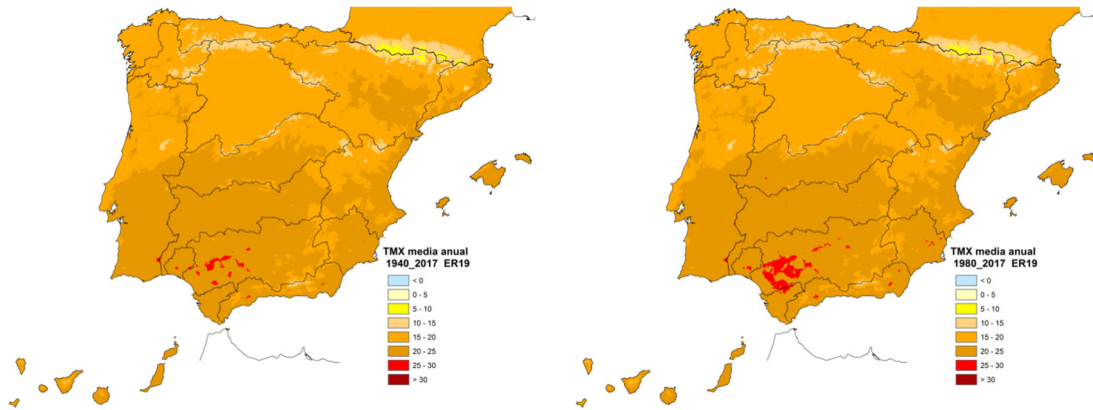 TMX media anual
1940_2017 ER19
< 0
0 - 5
5 - 10
10 - 15
15 - 20
20 - 25
25 - 30
> 30
TMX media anual
1980_2017 ER19
< 0
0 - 5
5 - 10
10 - 15
15 - 20
20 - 25
25 - 30
> 30